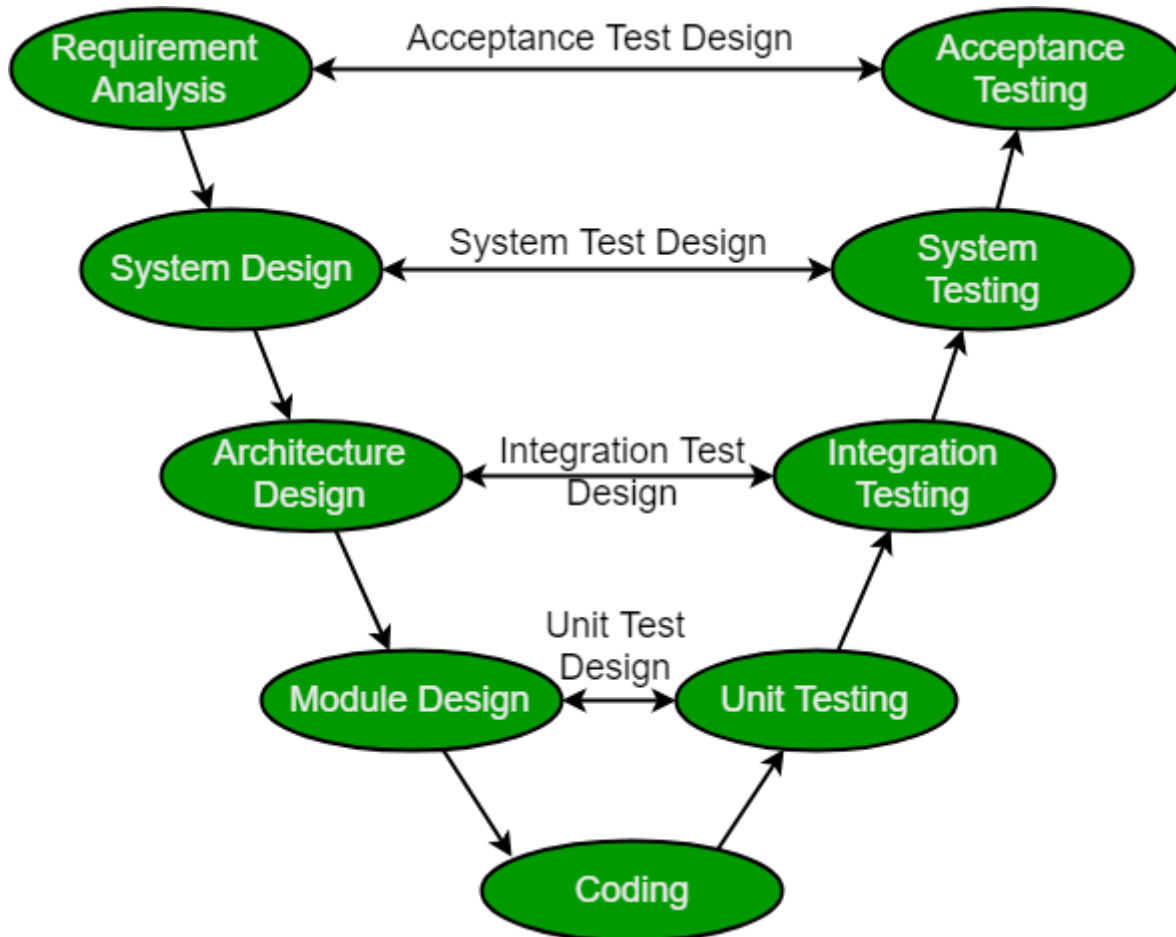 Requirement
Analysis
Acceptance Test Design
Acceptance
Testing
System Design
System Test Design
System
Testing
Architecture
Design
Integration Test
Design
Integration
Testing
Module Design
Unit Test
Design
Unit Testing
Coding